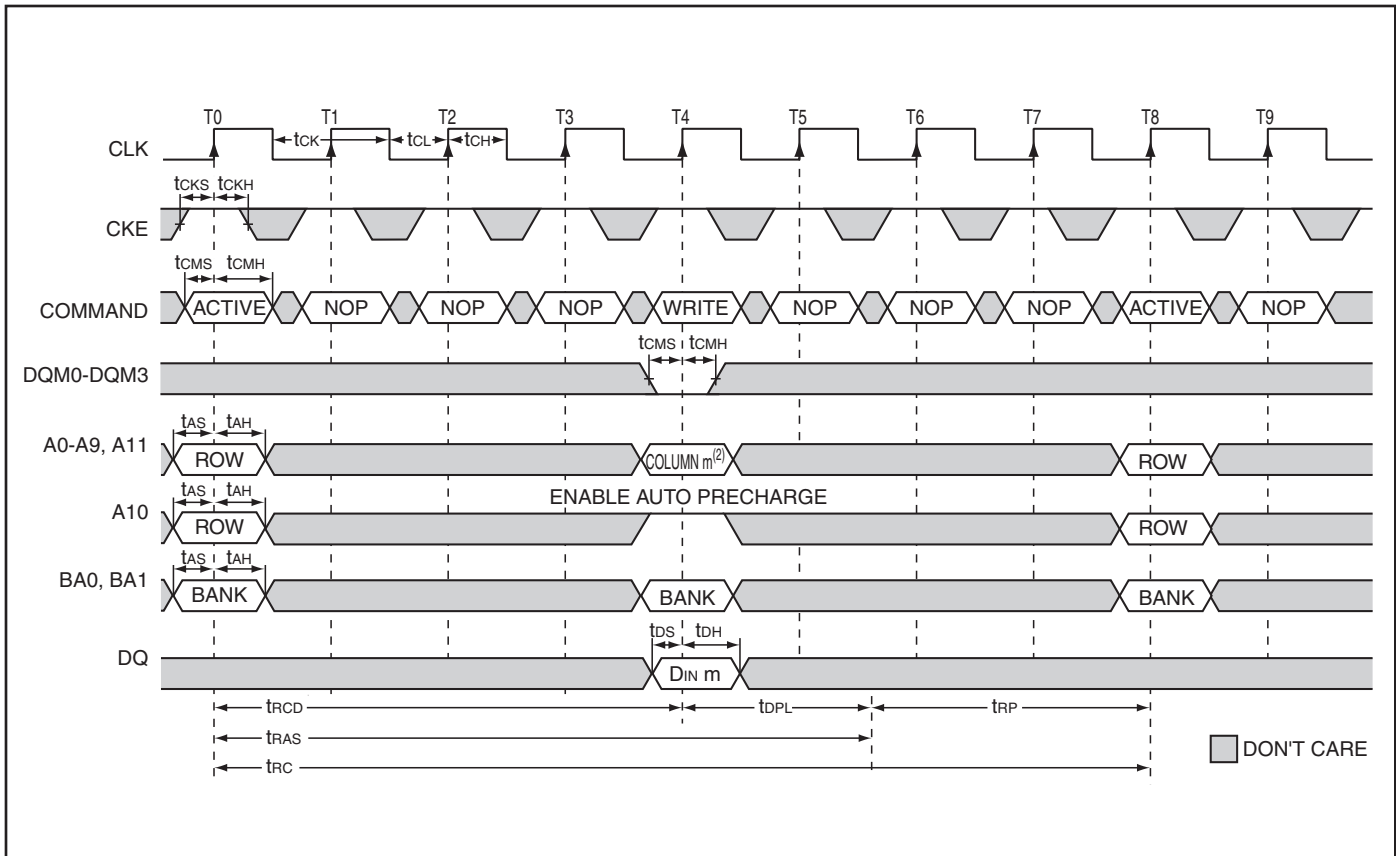 T0 T1 T2 T3 T4 T5 T6 T7 T8 T9
CLK tCK tCL tCH
tCKS tCKH
CKE
tCMS tCMH
COMMAND ACTIVE NOP NOP NOP WRITE NOP NOP NOP ACTIVE NOP
tCMS tCMH
DQM0-DQM3
tAS tAH
A0-A9, A11 ROW COLUMN m(2) ROW
tAS tAH ENABLE AUTO PRECHARGE
A10 ROW ROW
tAS tAH
BA0, BA1 BANK BANK BANK
tDS tDH
DQ DIN m
tRCD tDPL tRP
tRAS
DON'T CARE
tRC